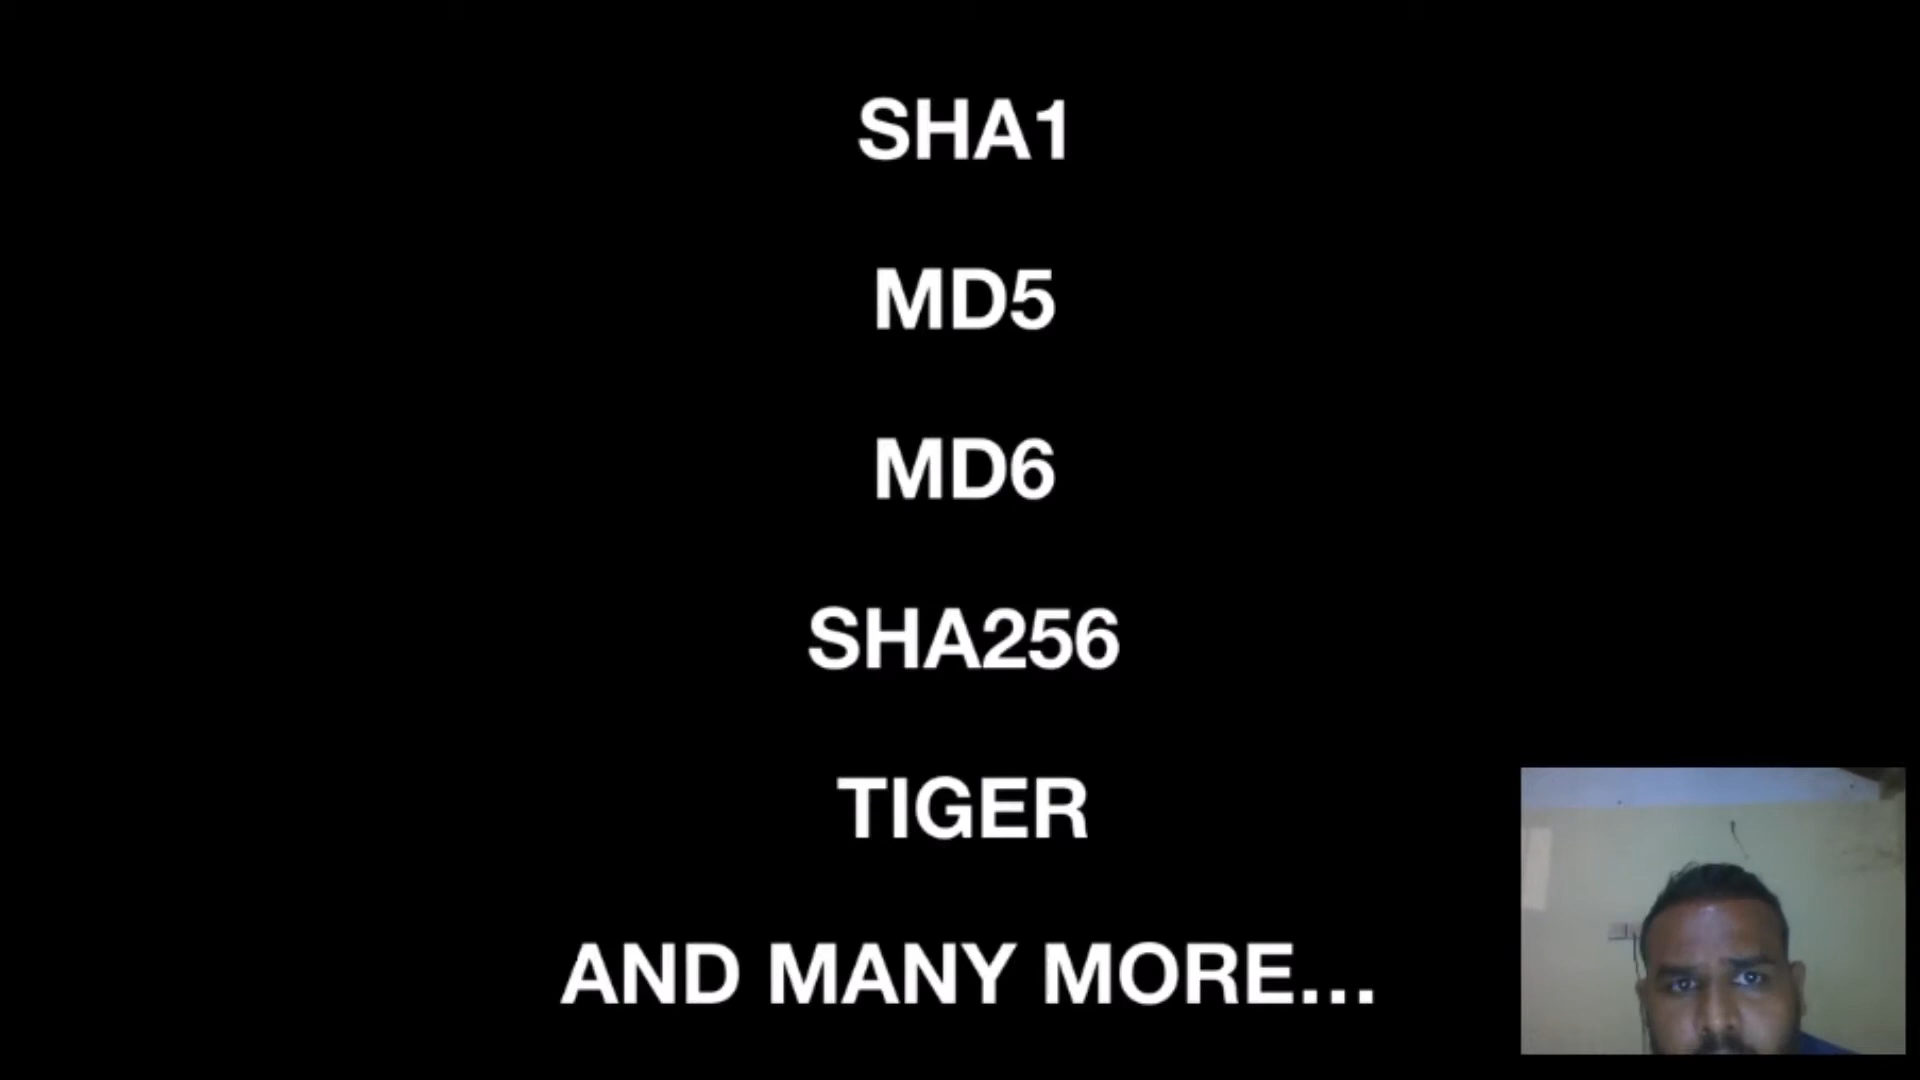 SHA1
MD5
MD6
SHA256
TIGER
AND MANY MORE...